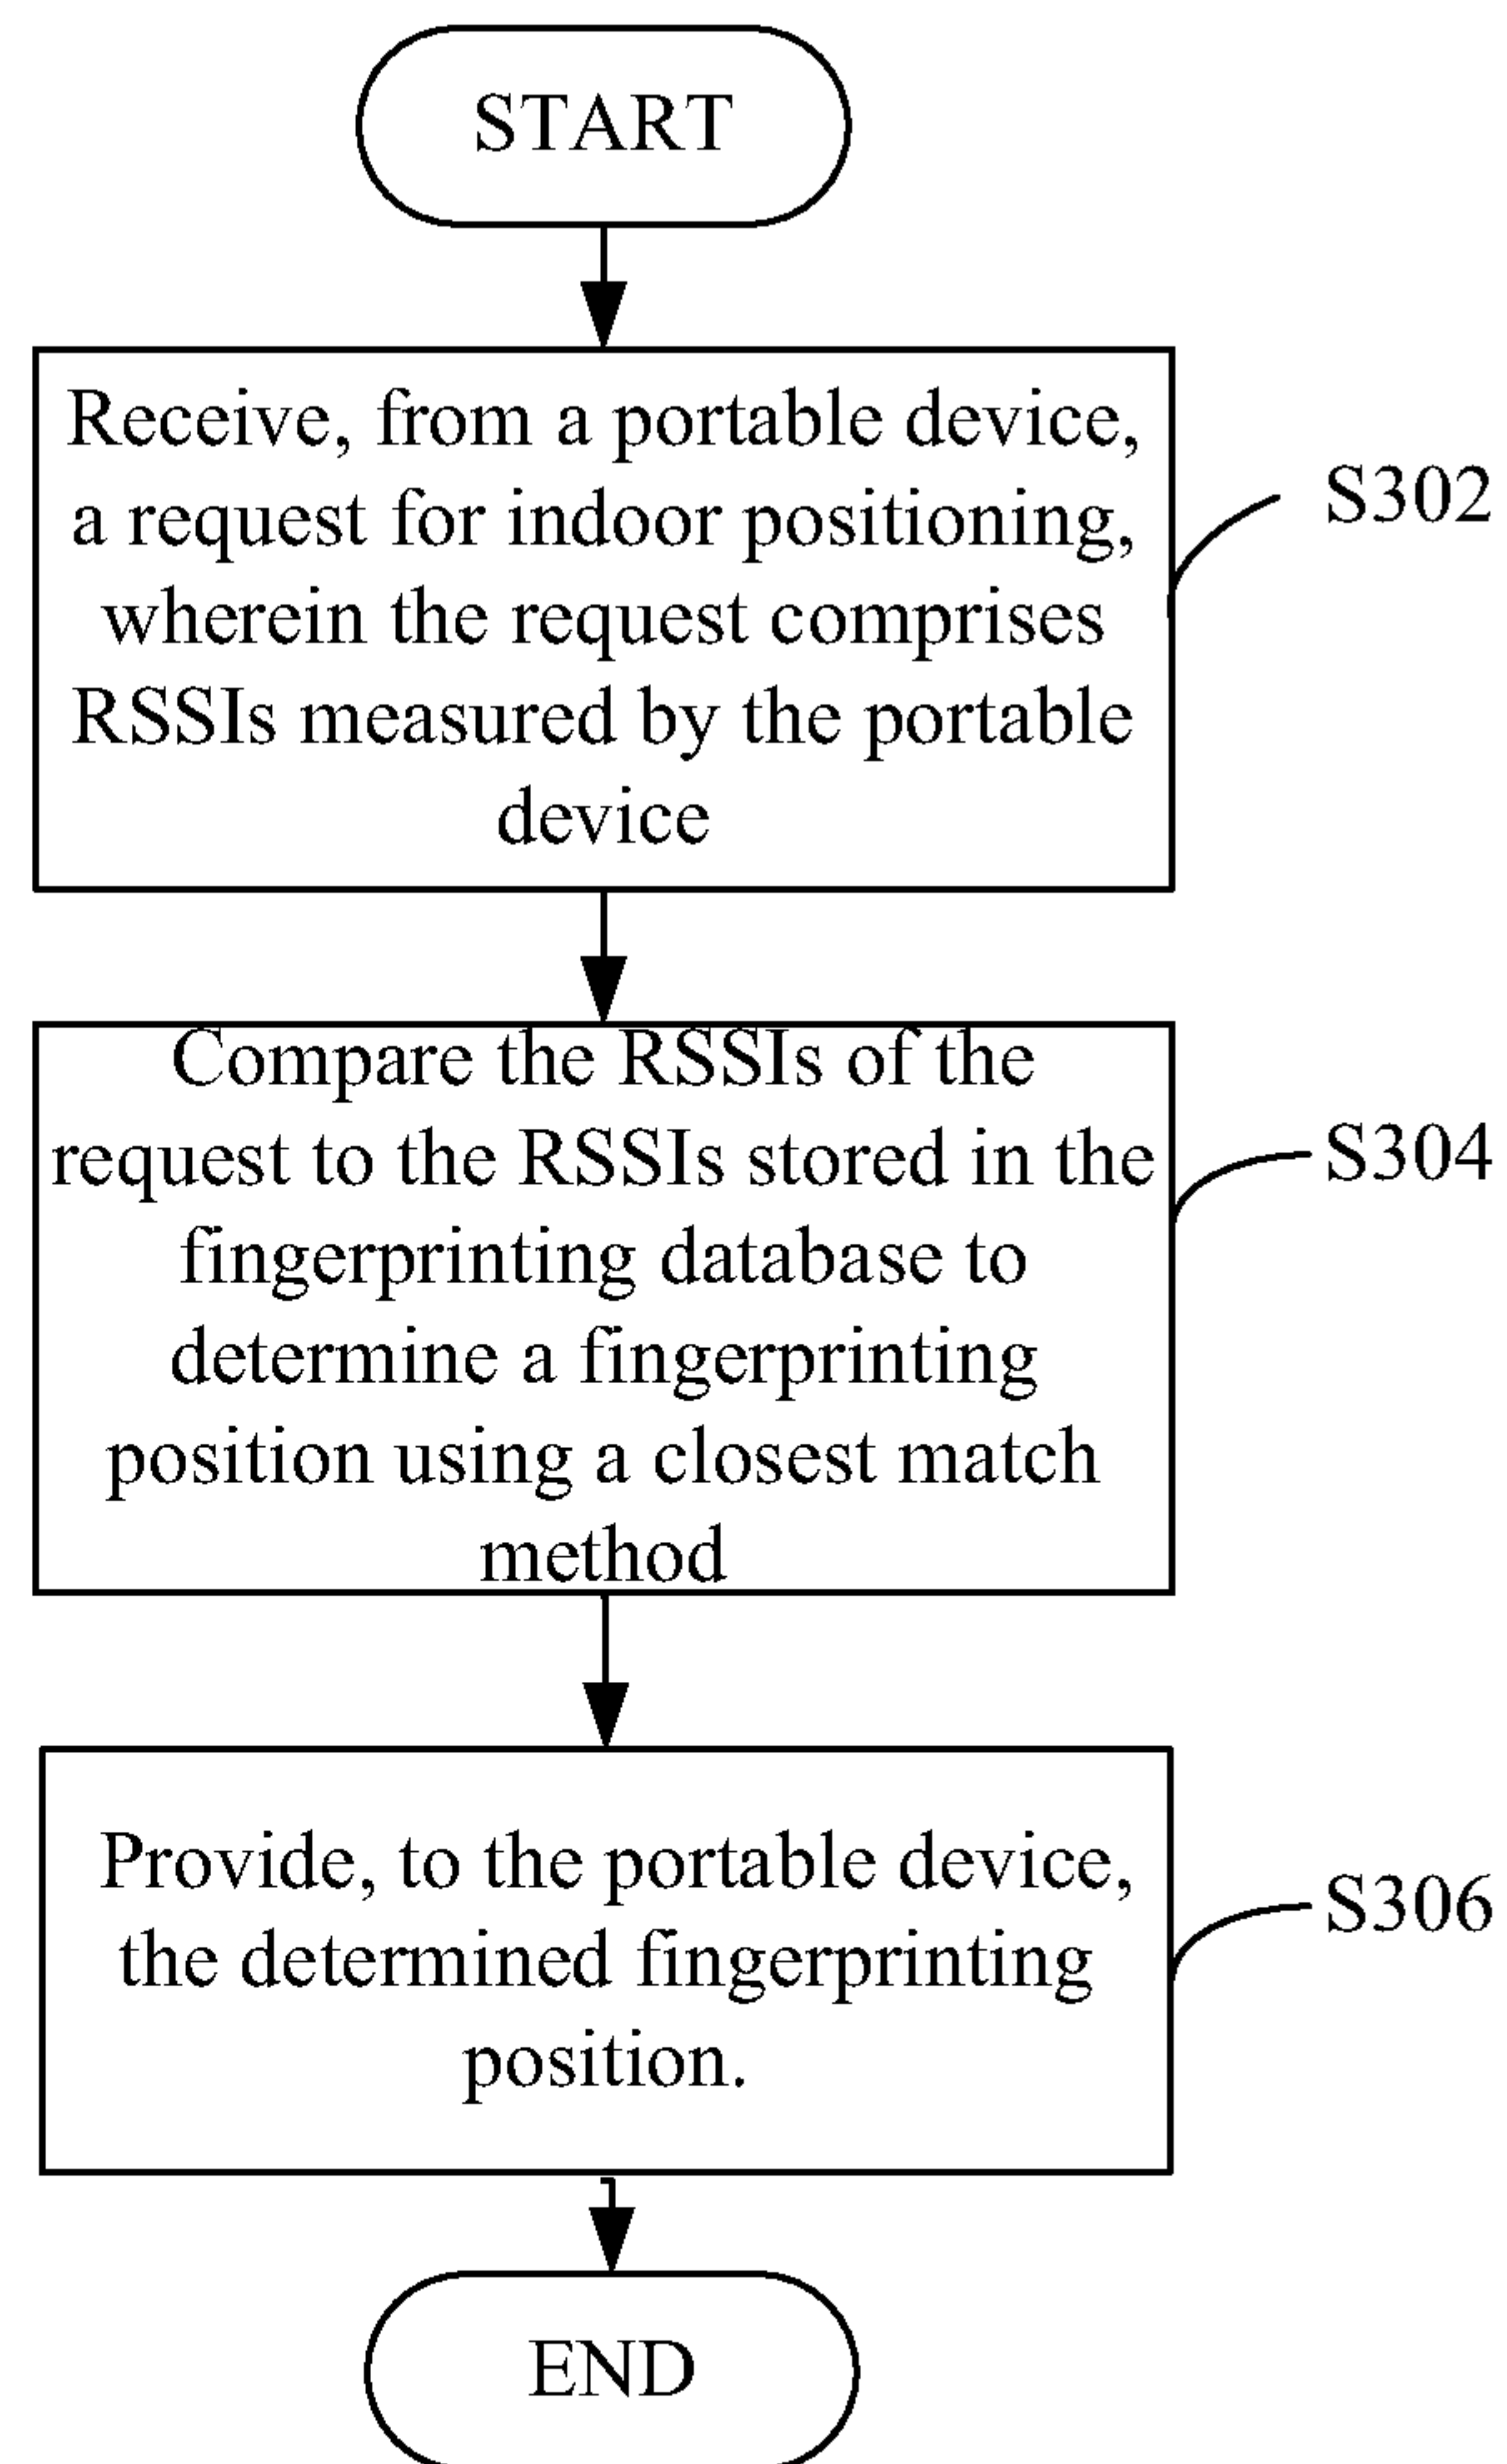 START
Receive, from a portable device,
a request for indoor positioning,
wherein the request comprises
RSSIs measured by the portable
device
S302
Compare the RSSIs of the
request to the RSSIs stored in the
fingerprinting database to
determine a fingerprinting
position using a closest match
method
S304
Provide, to the portable device,
the determined fingerprinting
position.
S306
END